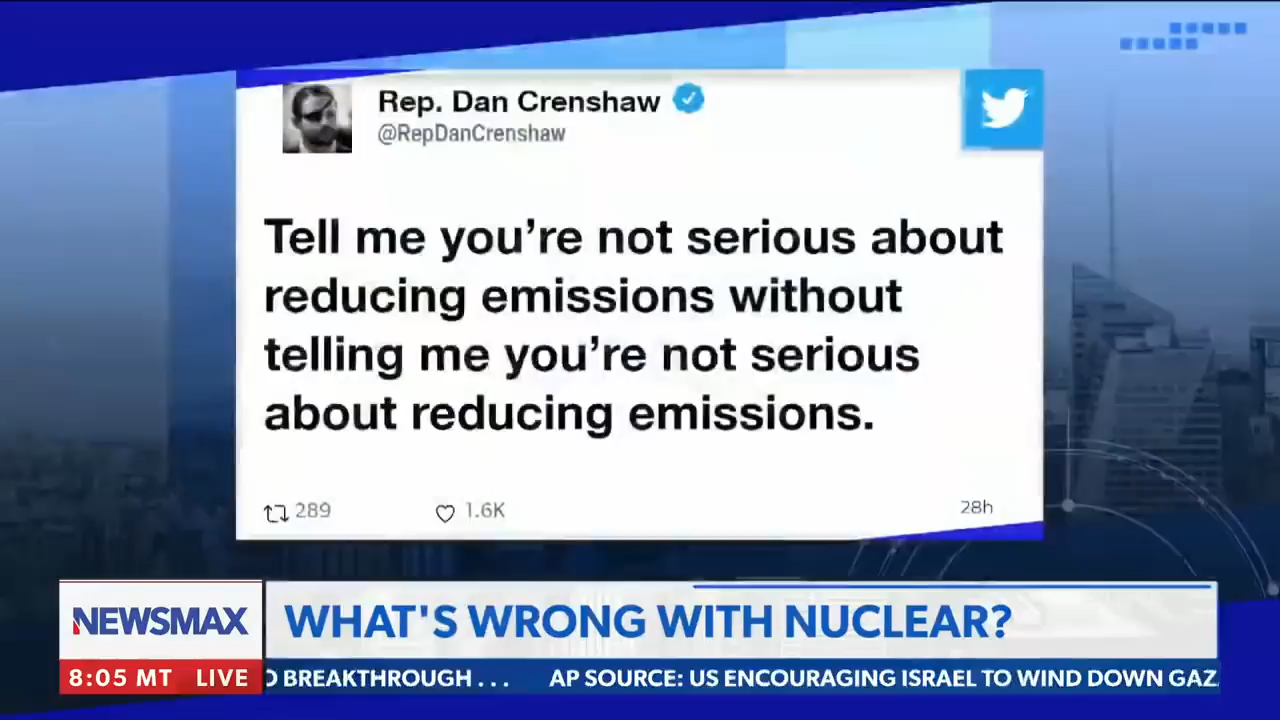 Rep. Dan Crenshaw
@RepDanCrenshaw
Tell me you're not serious about
reducing emissions without
telling me you're not serious
about reducing emissions.
289 1.6K 28h
NEWSMAX WHAT'S WRONG WITH NUCLEAR?
8:05 MT LIVE BREAKTHROUGH... AP SOURCE: US ENCOURAGING ISRAEL TO WIND DOWN